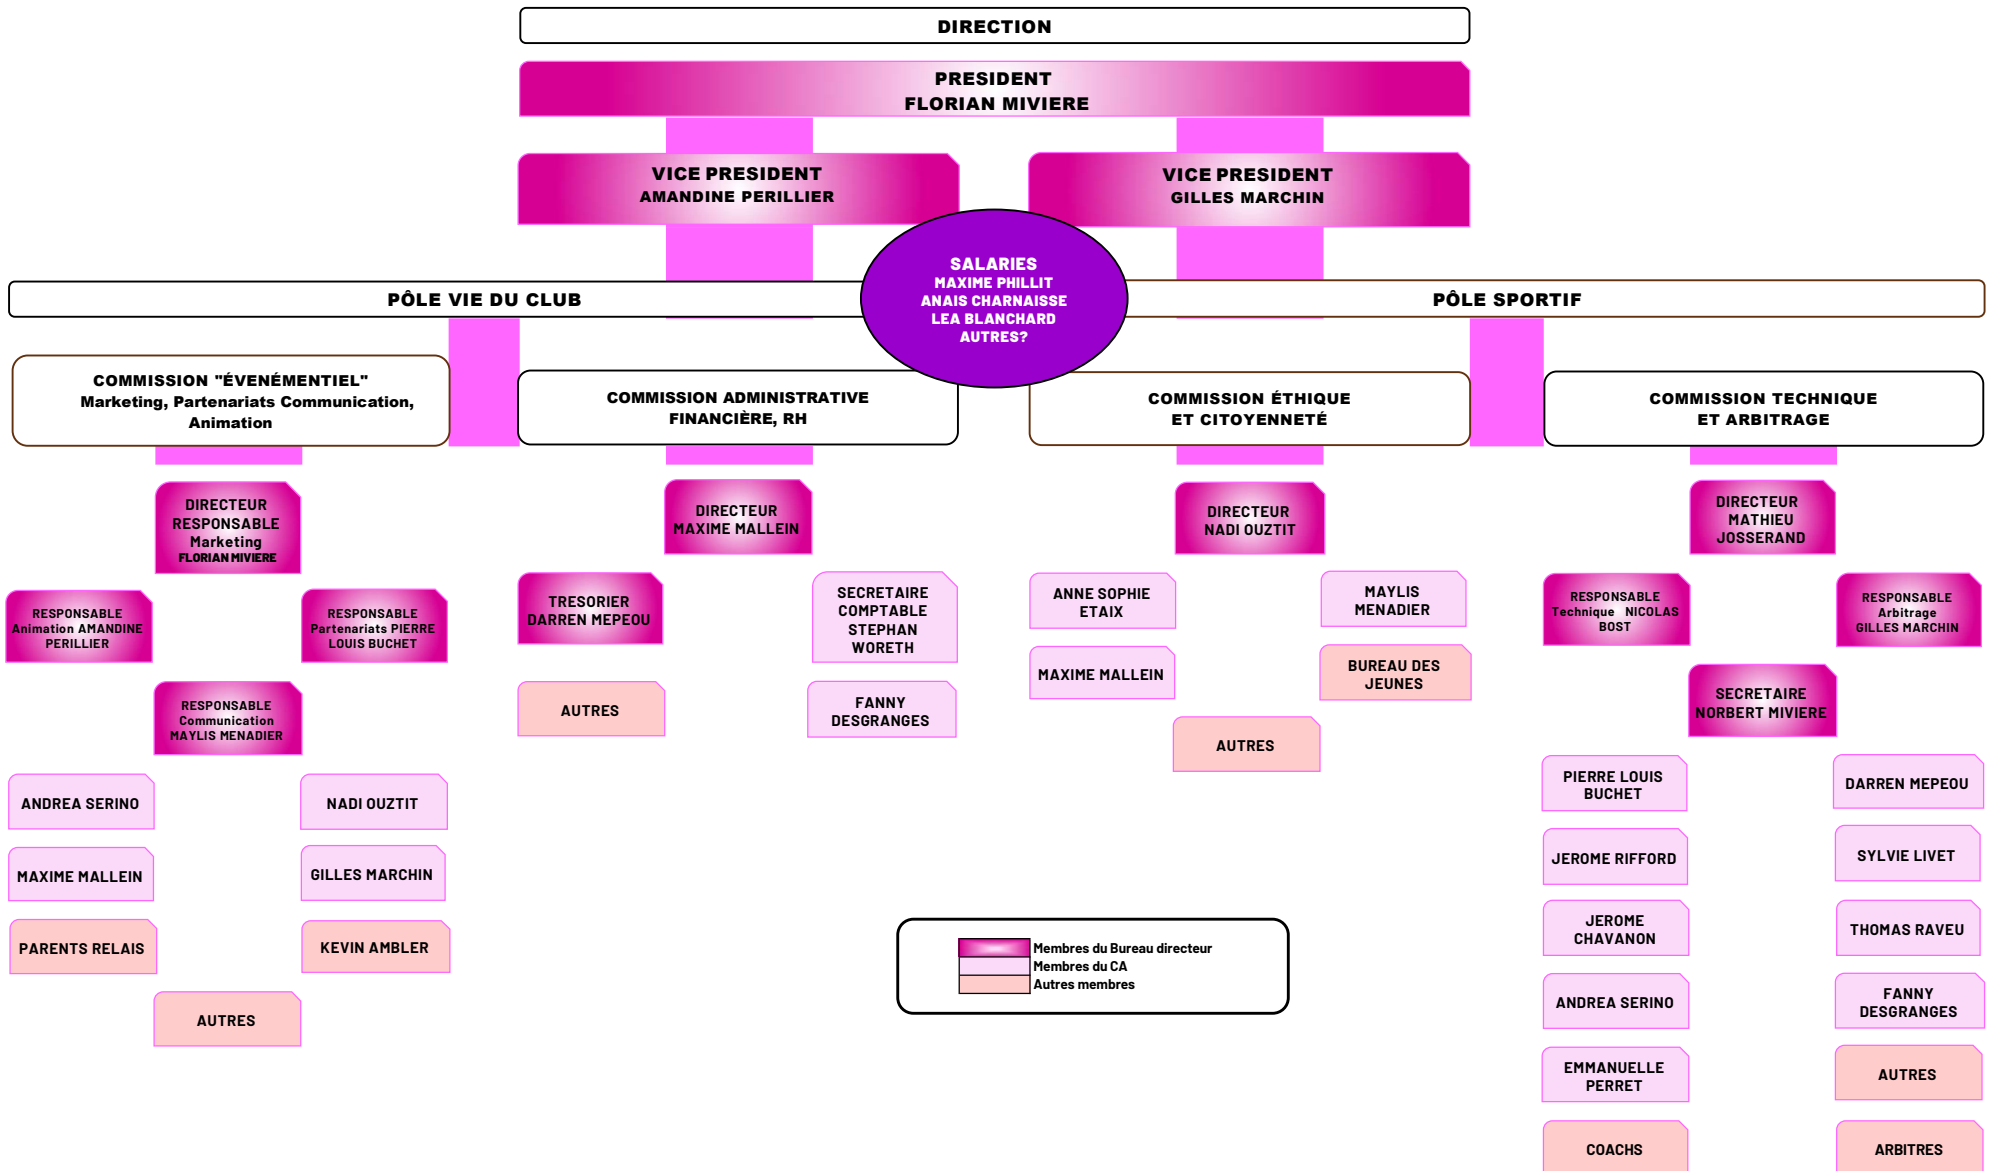 DIRECTION
PRESIDENT
FLORIAN MIVIERE
VICE PRESIDENT
AMANDINE PERILLIER
VICE PRESIDENT
GILLES MARCHIN
SALARIES
MAXIME PHILLIT
ANAIS CHARNAISSE
LEA BLANCHARD
AUTRES?
PÔLE VIE DU CLUB
PÔLE SPORTIF
COMMISSION "ÉVENÉMENTIEL"
Marketing, Partenariats Communication,
Animation
COMMISSION ADMINISTRATIVE
FINANCIÈRE, RH
COMMISSION ÉTHIQUE
ET CITOYENNETÉ
COMMISSION TECHNIQUE
ET ARBITRAGE
DIRECTEUR
RESPONSABLE
Marketing
FLORIAN MIVIERE
RESPONSABLE
Animation AMANDINE
PERILLIER
RESPONSABLE
Partenariats PIERRE
LOUIS BUCHET
RESPONSABLE
Communication
MAYLIS MENADIER
ANDREA SERINO
NADI OUZTIT
MAXIME MALLEIN
GILLES MARCHIN
PARENTS RELAIS
KEVIN AMBLER
AUTRES
DIRECTEUR
MAXIME MALLEIN
TRESORIER
DARREN MEPEOU
SECRETAIRE
COMPTABLE
STEPHAN
WORETH
AUTRES
FANNY
DESGRANGES
DIRECTEUR
NADI OUZTIT
ANNE SOPHIE
ETAIX
MAYLIS
MENADIER
MAXIME MALLEIN
BUREAU DES
JEUNES
AUTRES
DIRECTEUR
MATHIEU
JOSSERAND
RESPONSABLE
Technique NICOLAS
BOST
RESPONSABLE
Arbitrage
GILLES MARCHIN
SECRETAIRE
NORBERT MIVIERE
PIERRE LOUIS
BUCHET
DARREN MEPEOU
JEROME RIFFORD
SYLVIE LIVET
JEROME
CHAVANON
THOMAS RAVEU
ANDREA SERINO
FANNY
DESGRANGES
EMMANUELLE
PERRET
AUTRES
COACHS
ARBITRES
Membres du Bureau directeur
Membres du CA
Autres membres